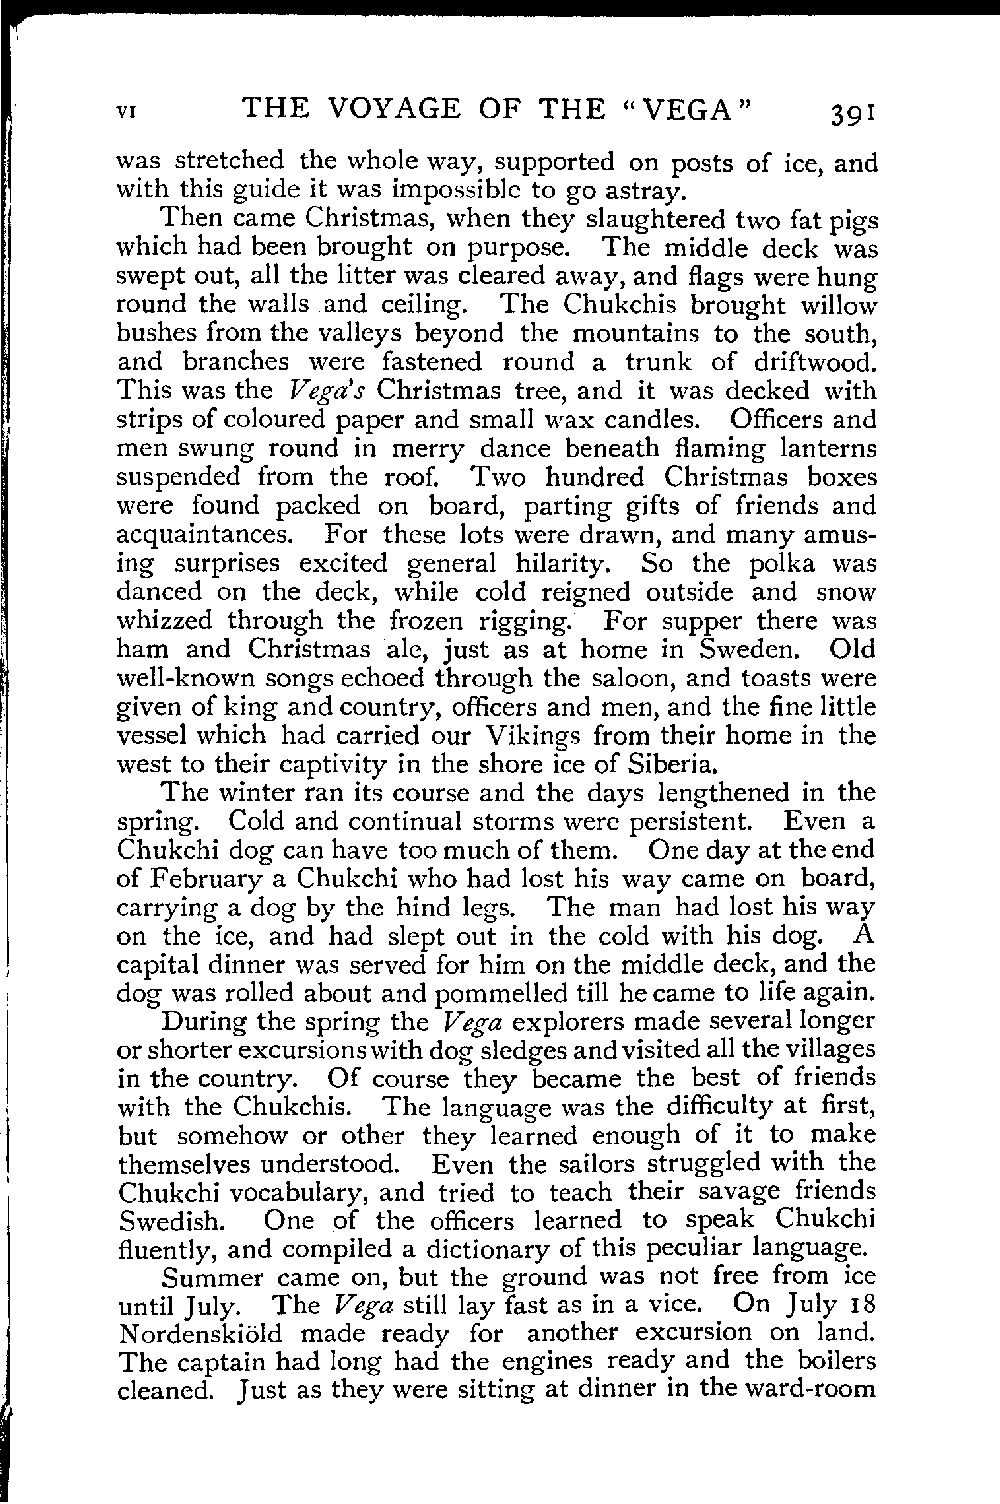 VI THE VOYAGE OF THE “VEGA” 391
was stretched the whole way, supported on posts of ice, and
with this guide it was impossible to go astray.
Then came Christmas, when they slaughtered two fat pigs
which had been brought on purpose. The middle deck was
swept out, all the litter was cleared away, and flags were hung
round the walls and ceiling. The Chukchis brought willow
bushes from the valleys beyond the mountains to the south,
and branches were fastened round a trunk of driftwood.
This was the Vega's Christmas tree, and it was decked with
strips of coloured paper and small wax candles. Officers and
men swung round in merry dance beneath flaming lanterns
suspended from the roof. Two hundred Christmas boxes
were found packed on board, parting gifts of friends and
acquaintances. For these lots were drawn, and many amus-
ing surprises excited general hilarity. So the polka was
danced on the deck, while cold reigned outside and snow
whizzed through the frozen rigging. For supper there was
ham and Christmas ale, just as at home in Sweden. Old
well-known songs echoed through the saloon, and toasts were
given of king and country, officers and men, and the fine little
vessel which had carried our Vikings from their home in the
west to their captivity in the shore ice of Siberia.
The winter ran its course and the days lengthened in the
spring. Cold and continual storms were persistent. Even a
Chukchi dog can have too much of them. One day at the end
of February a Chukchi who had lost his way came on board,
carrying a dog by the hind legs. The man had lost his way
on the ice, and had slept out in the cold with his dog. A
capital dinner was served for him on the middle deck, and the
dog was rolled about and pommelled till he came to life again.
During the spring the Vega explorers made several longer
or shorter excursions with dog sledges and visited all the villages
in the country. Of course they became the best of friends
with the Chukchis. The language was the difficulty at first,
but somehow or other they learned enough of it to make
themselves understood. Even the sailors struggled with the
Chukchi vocabulary, and tried to teach their savage friends
Swedish. One of the officers learned to speak Chukchi
fluently, and compiled a dictionary of this peculiar language.
Summer came on, but the ground was not free from ice
until July. The Vega still lay fast as in a vice. On July 18
Nordenskiöld made ready for another excursion on land.
The captain had long had the engines ready and the boilers
cleaned. Just as they were sitting at dinner in the ward-room